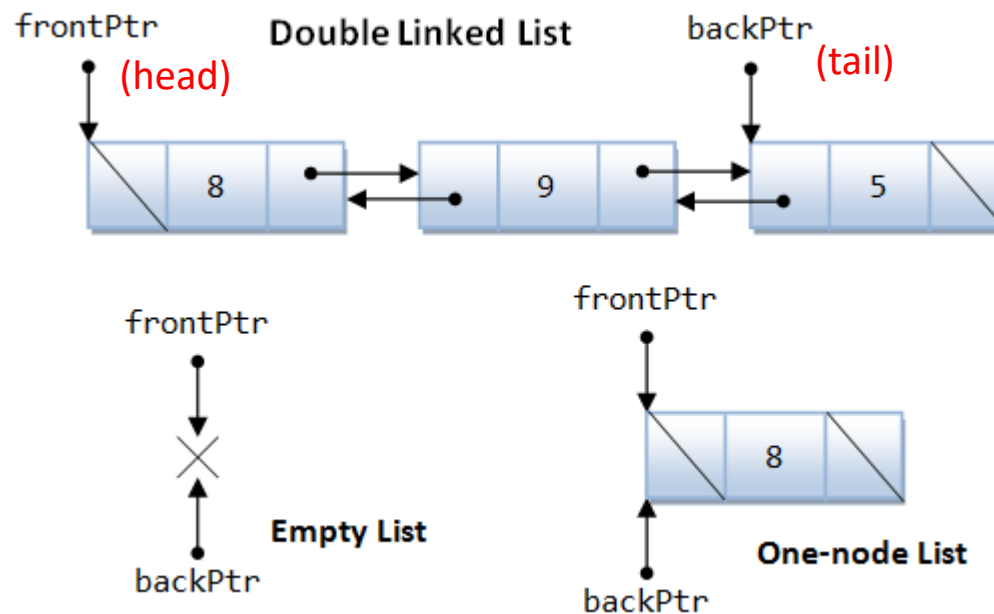 frontPtr
Double Linked List
backPtr
(head)
(tail)
8
9
5
frontPtr
frontPtr
8
Empty List
One-node List
backPtr
backPtr